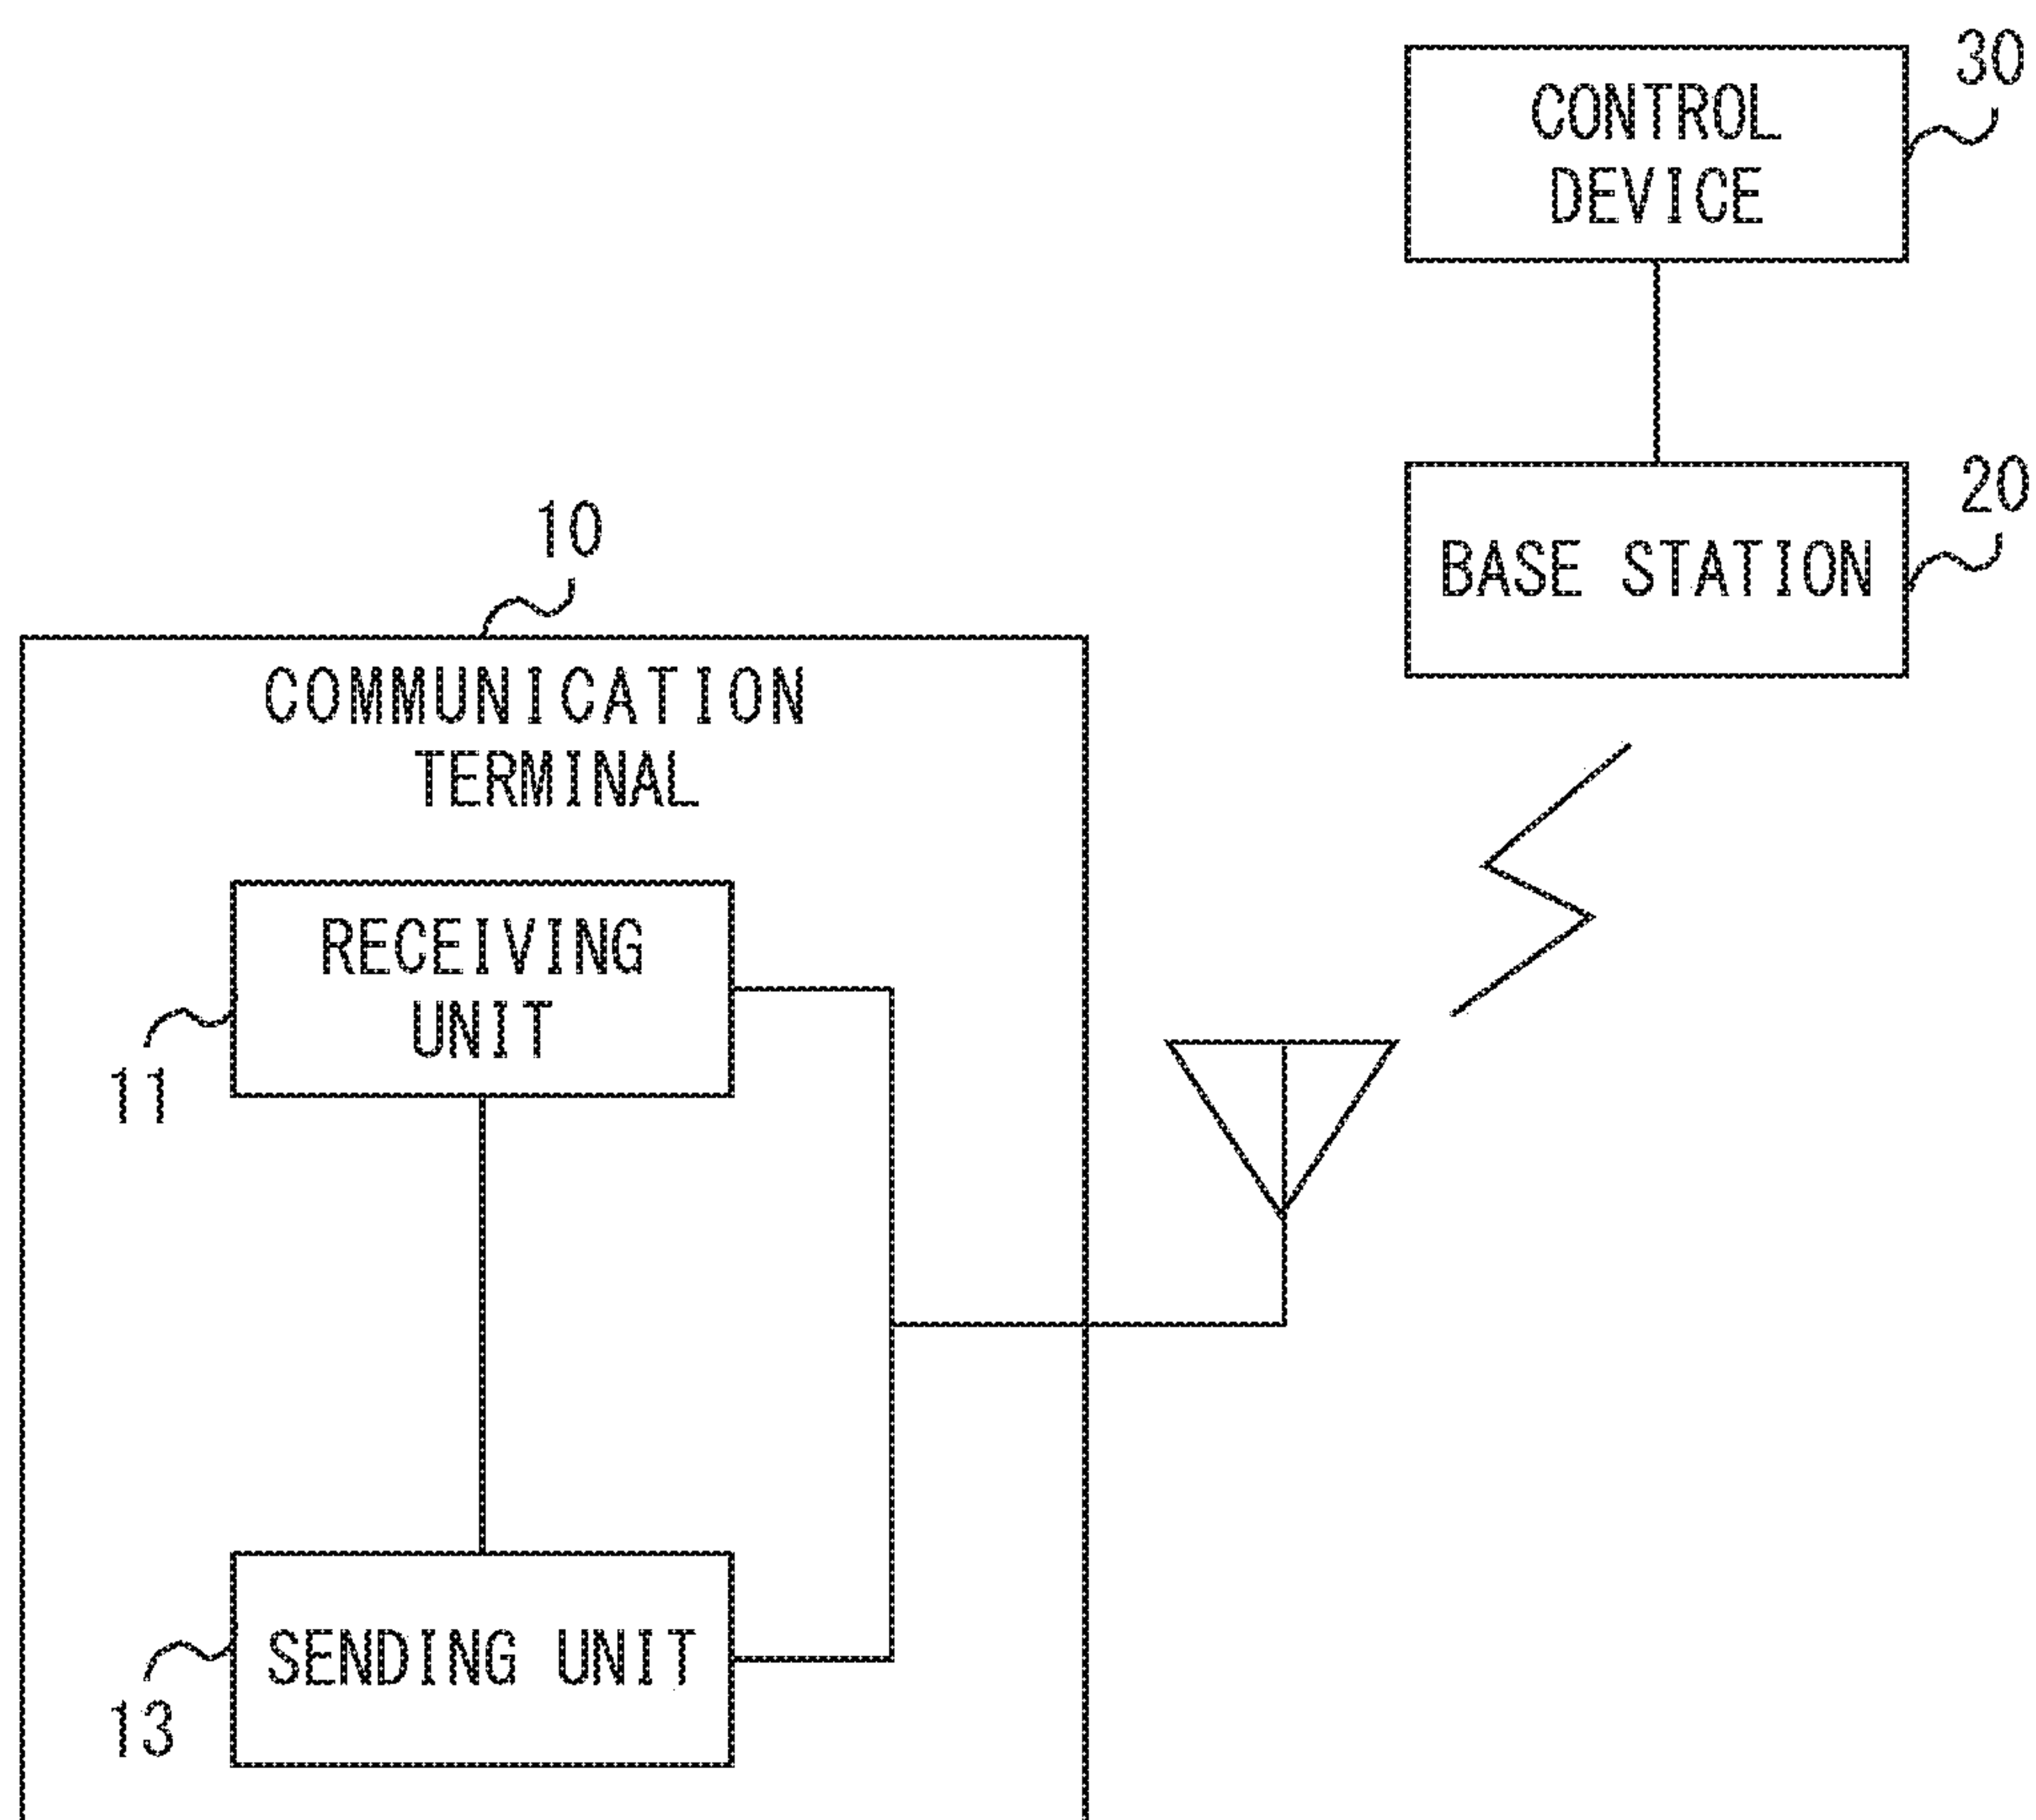 30
CONTROL
DEVICE
20
BASE STATION
10
COMMUNICATION
TERMINAL
RECEIVING
UNIT
11
SENDING UNIT
13